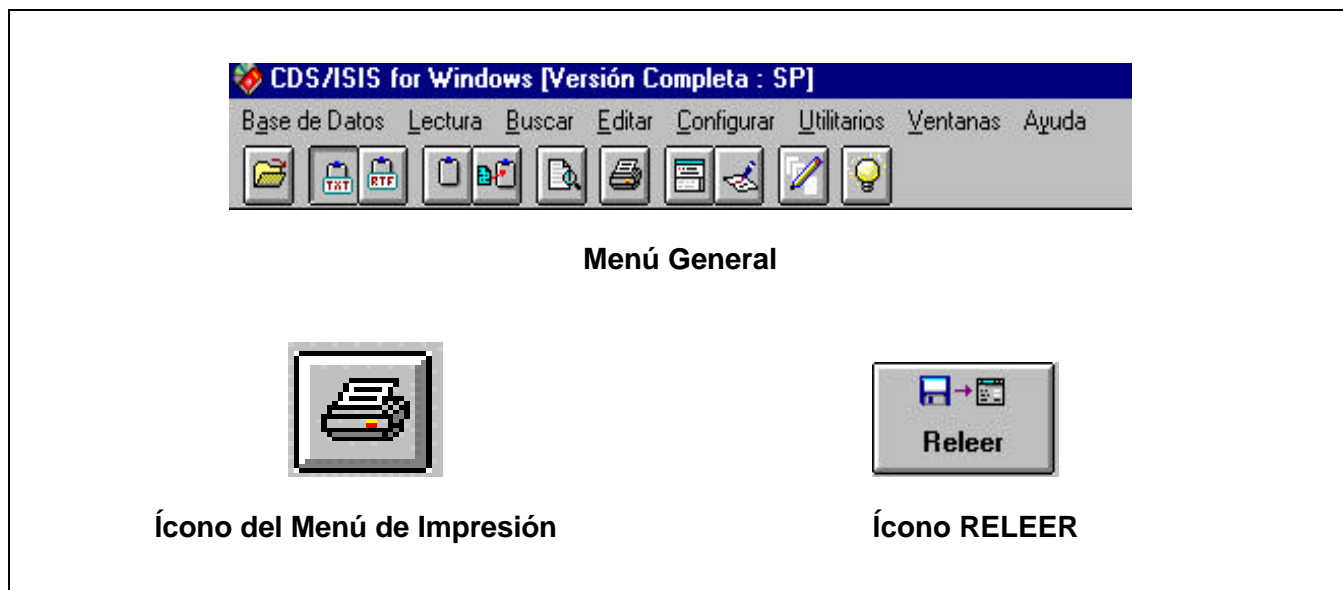 CDS/ISIS for Windows [Versión Completa : SP]
Base de Datos Lectura Buscar Editar Configurar Utilitarios Ventanas Ayuda
TXT RTF
Menú General
Releer
Ícono del Menú de Impresión Ícono RELEER